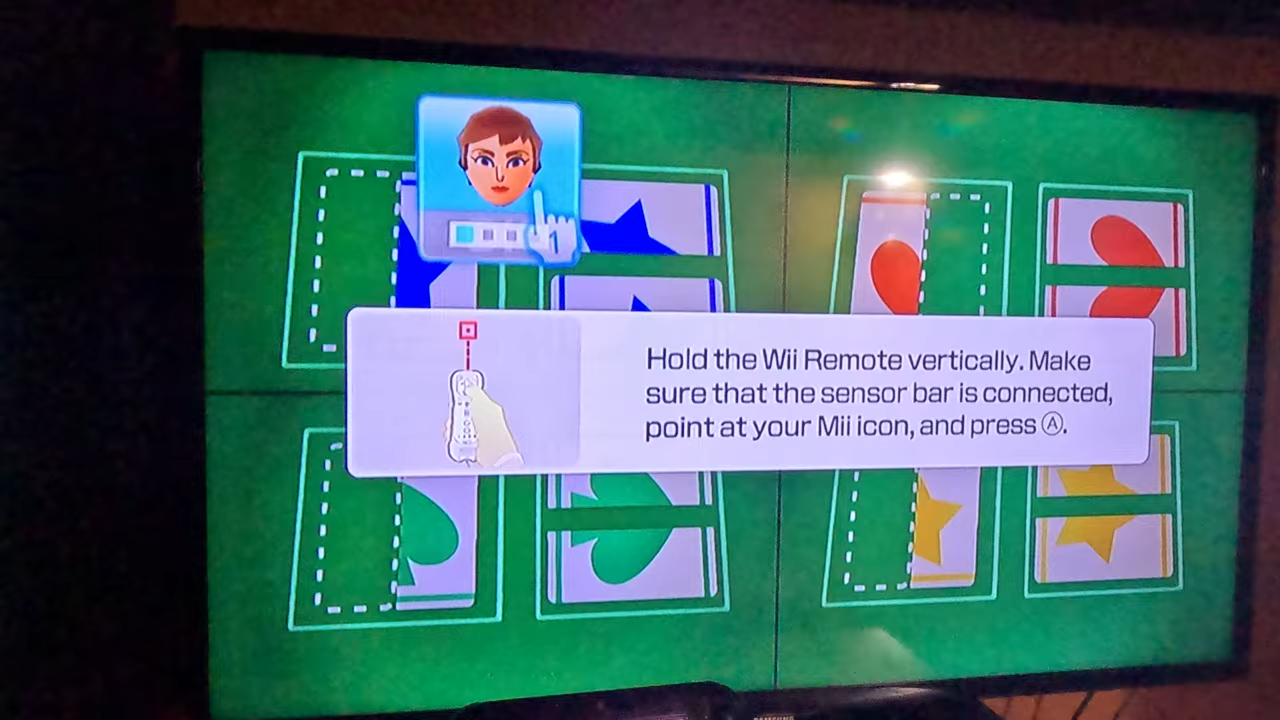 Hold the Wii Remote vertically. Make
sure that the sensor bar is connected,
point at your Mii icon, and press Ⓐ.
SAMSUNG